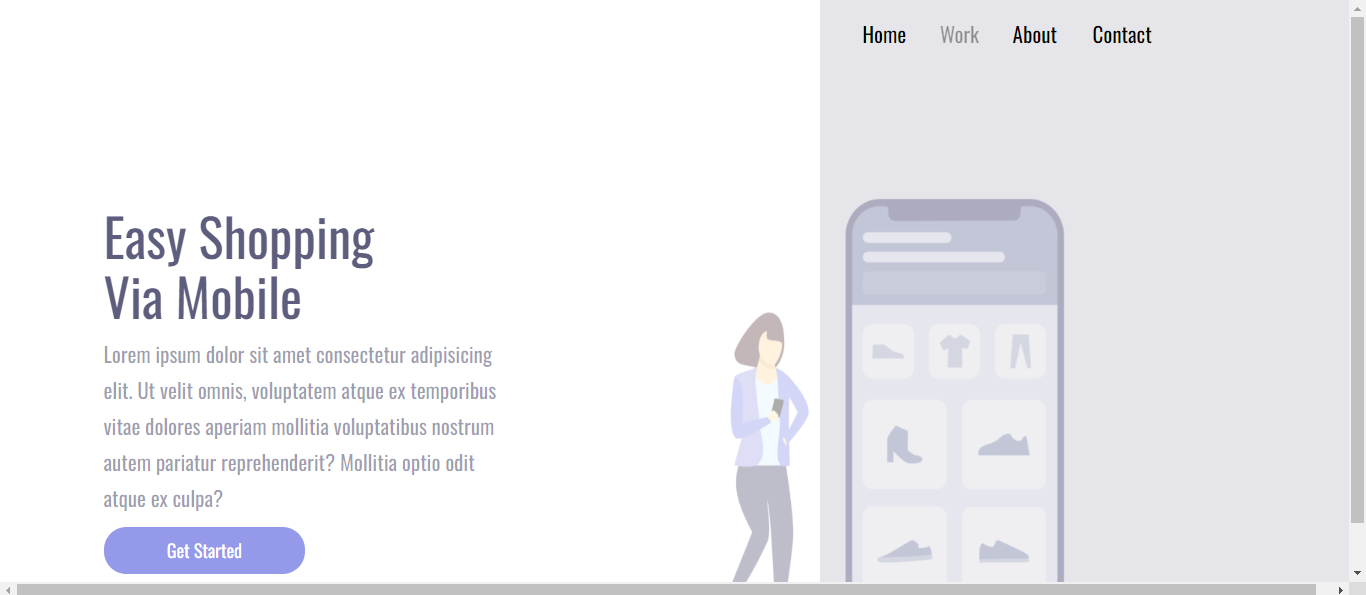 Home Work About Contact
Easy Shopping
Via Mobile
Lorem ipsum dolor sit amet consectetur adipisicing
elit. Ut velit omnis, voluptatem atque ex temporibus
vitae dolores aperiam mollitia voluptatibus nostrum
autem pariatur reprehenderit? Mollitia optio odit
atque ex culpa?
Get Started